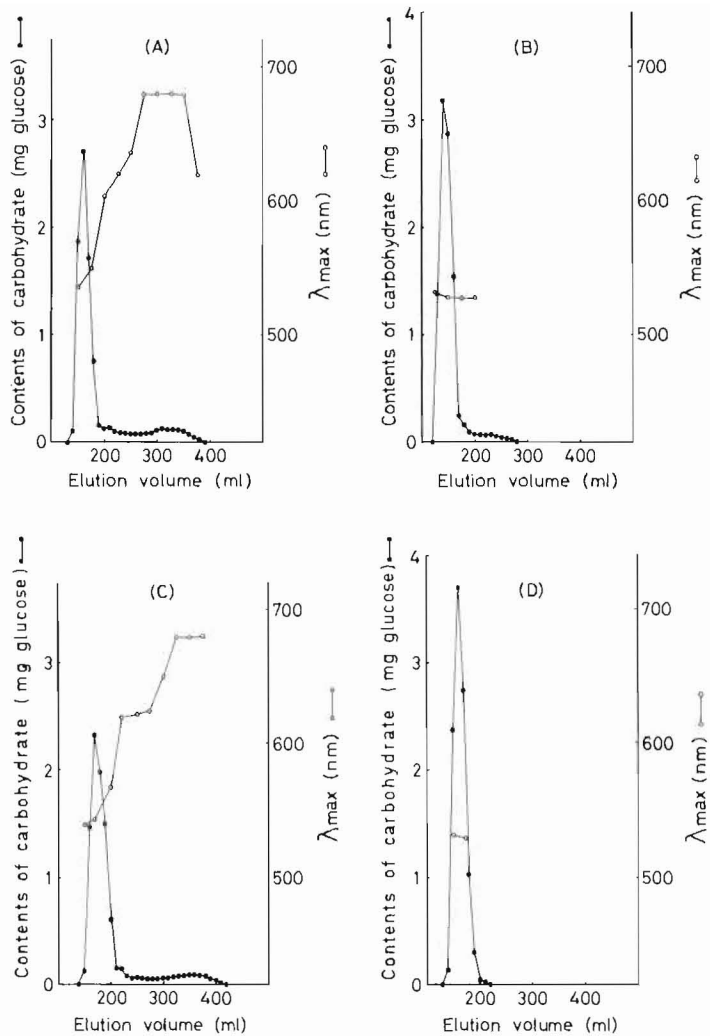 (A)
Contents of carbohydrate (mg glucose)
3
2
1
0
200 300 400
Elution volume (ml)
700
600
500
λmax (nm)
(B)
Contents of carbohydrate (mg glucose)
4
3
2
1
0
200 400
Elution volume (ml)
700
600
500
λmax (nm)
(C)
Contents of carbohydrate (mg glucose)
3
2
1
0
200 300 400
Elution volume (ml)
700
600
500
λmax (nm)
(D)
Contents of carbohydrate (mg glucose)
4
3
2
1
0
200 400
Elution volume (ml)
700
600
500
λmax (nm)